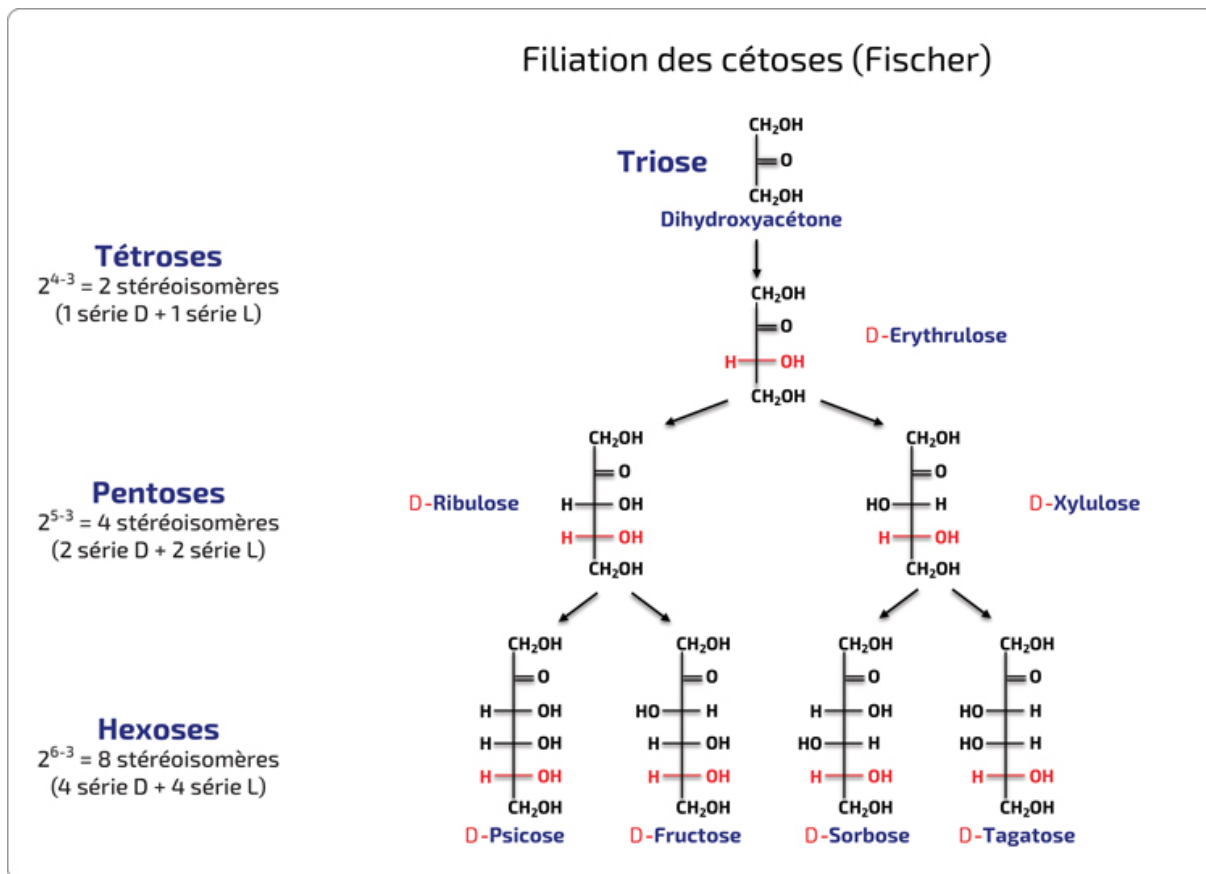 Filiation des cétoses (Fischer)
CH₂OH
Triose
O
CH₂OH
Dihydroxyacétone
Tétroses
2⁴⁻³ = 2 stéréoisomères
(1 série D + 1 série L)
CH₂OH
O
D-Erythrulose
H OH
CH₂OH
CH₂OH CH₂OH
O O
Pentoses
2⁵⁻³ = 4 stéréoisomères
(2 série D + 2 série L)
D-Ribulose H OH HO H D-Xylulose
H OH H OH
CH₂OH CH₂OH
CH₂OH CH₂OH CH₂OH CH₂OH
O O O O
Hexoses
2⁶⁻³ = 8 stéréoisomères
(4 série D + 4 série L)
H OH HO H H OH HO H
H OH H OH HO H HO H
H OH H OH H OH H OH
CH₂OH CH₂OH CH₂OH CH₂OH
D-Psicose D-Fructose D-Sorbose D-Tagatose